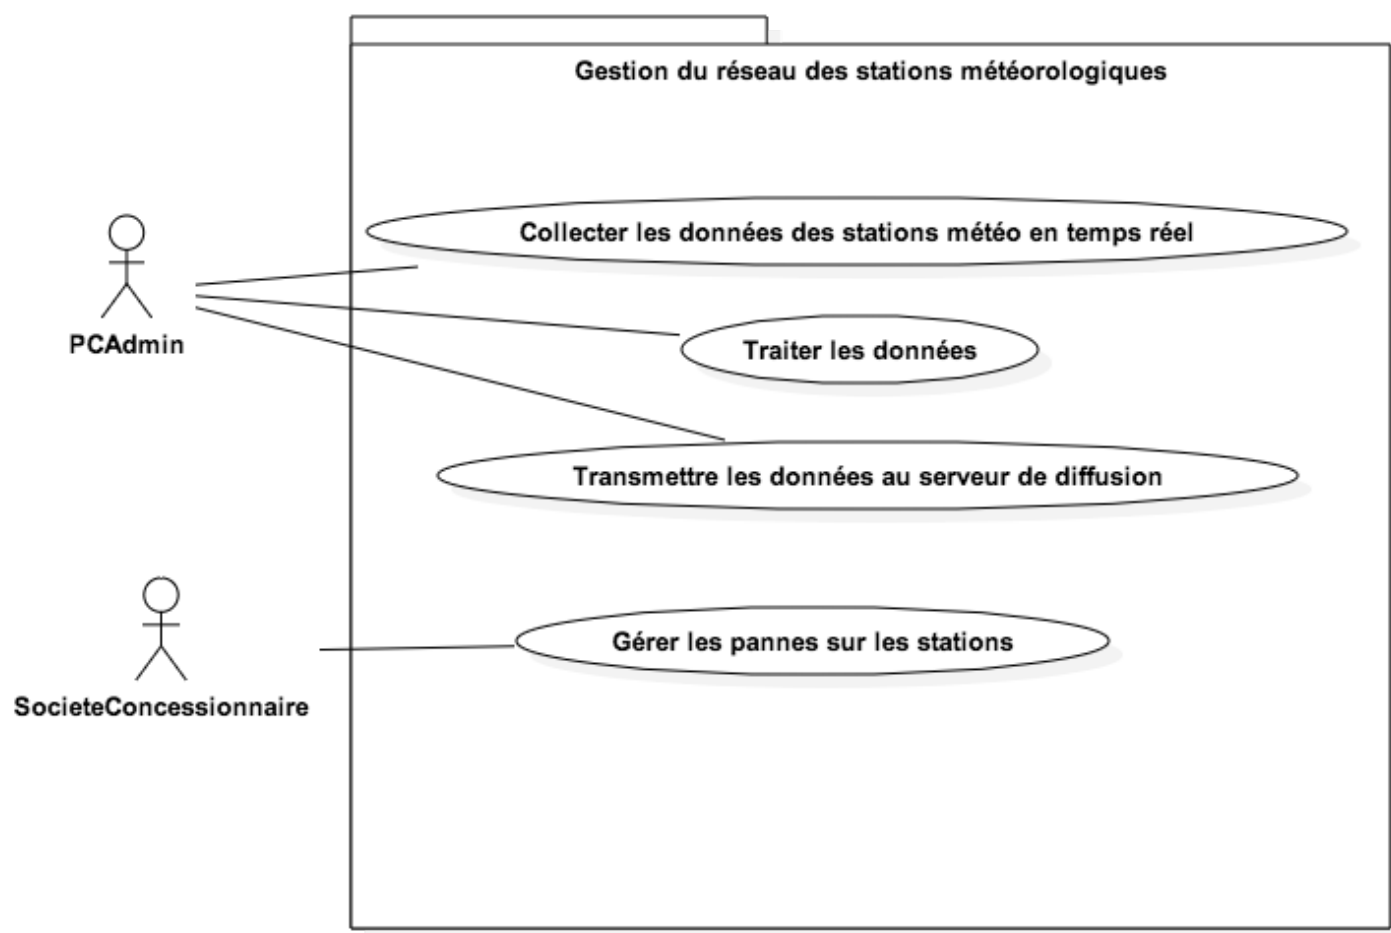 Gestion du réseau des stations météorologiques
Collecter les données des stations météo en temps réel
PCAdmin
Traiter les données
Transmettre les données au serveur de diffusion
Gérer les pannes sur les stations
SocieteConcessionnaire